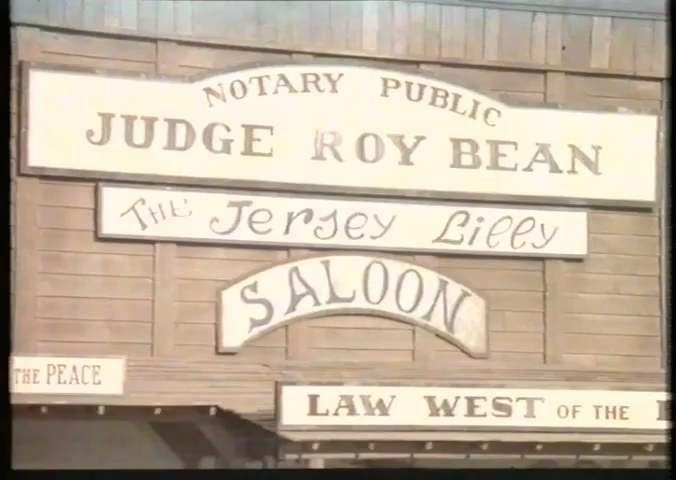 NOTARY PUBLIC
JUDGE ROY BEAN
THE Jersey Lilly
SALOON
THE PEACE
LAW WEST OF THE